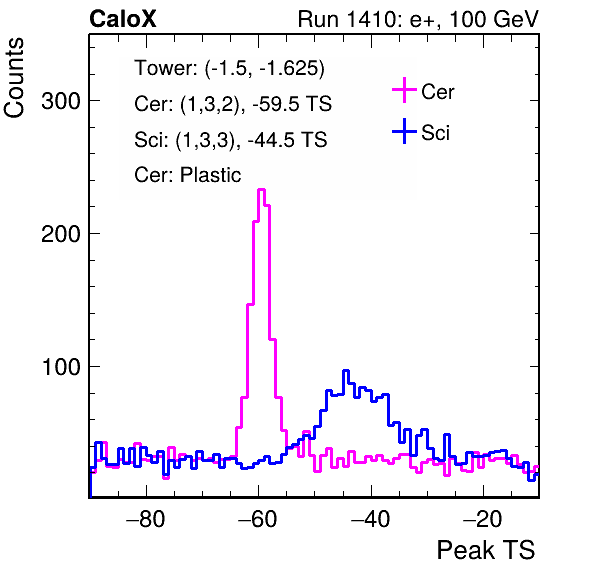 CaloX Run 1410: e+, 100 GeV
Counts
Tower: (-1.5, -1.625)
Cer: (1,3,2), -59.5 TS
Sci: (1,3,3), -44.5 TS
Cer: Plastic
Cer
Sci
300
200
100
−80 −60 −40 −20
Peak TS